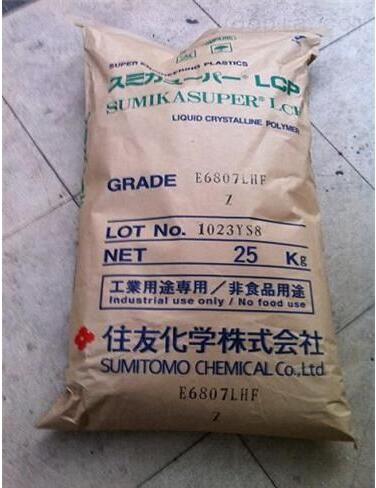 SUPER ENGINEERING PLASTICS
スミカスーパー® LCP
SUMIKASUPER® LCP
LIQUID CRYSTALLINE POLYMER
GRADE E6807LHF
Z
LOT No. 1023YS8
NET 25 Kg
工業用途専用／非食品用途
Industrial use only / No food use
住友化学株式会社
SUMITOMO CHEMICAL Co., Ltd
E6807LHF
Z